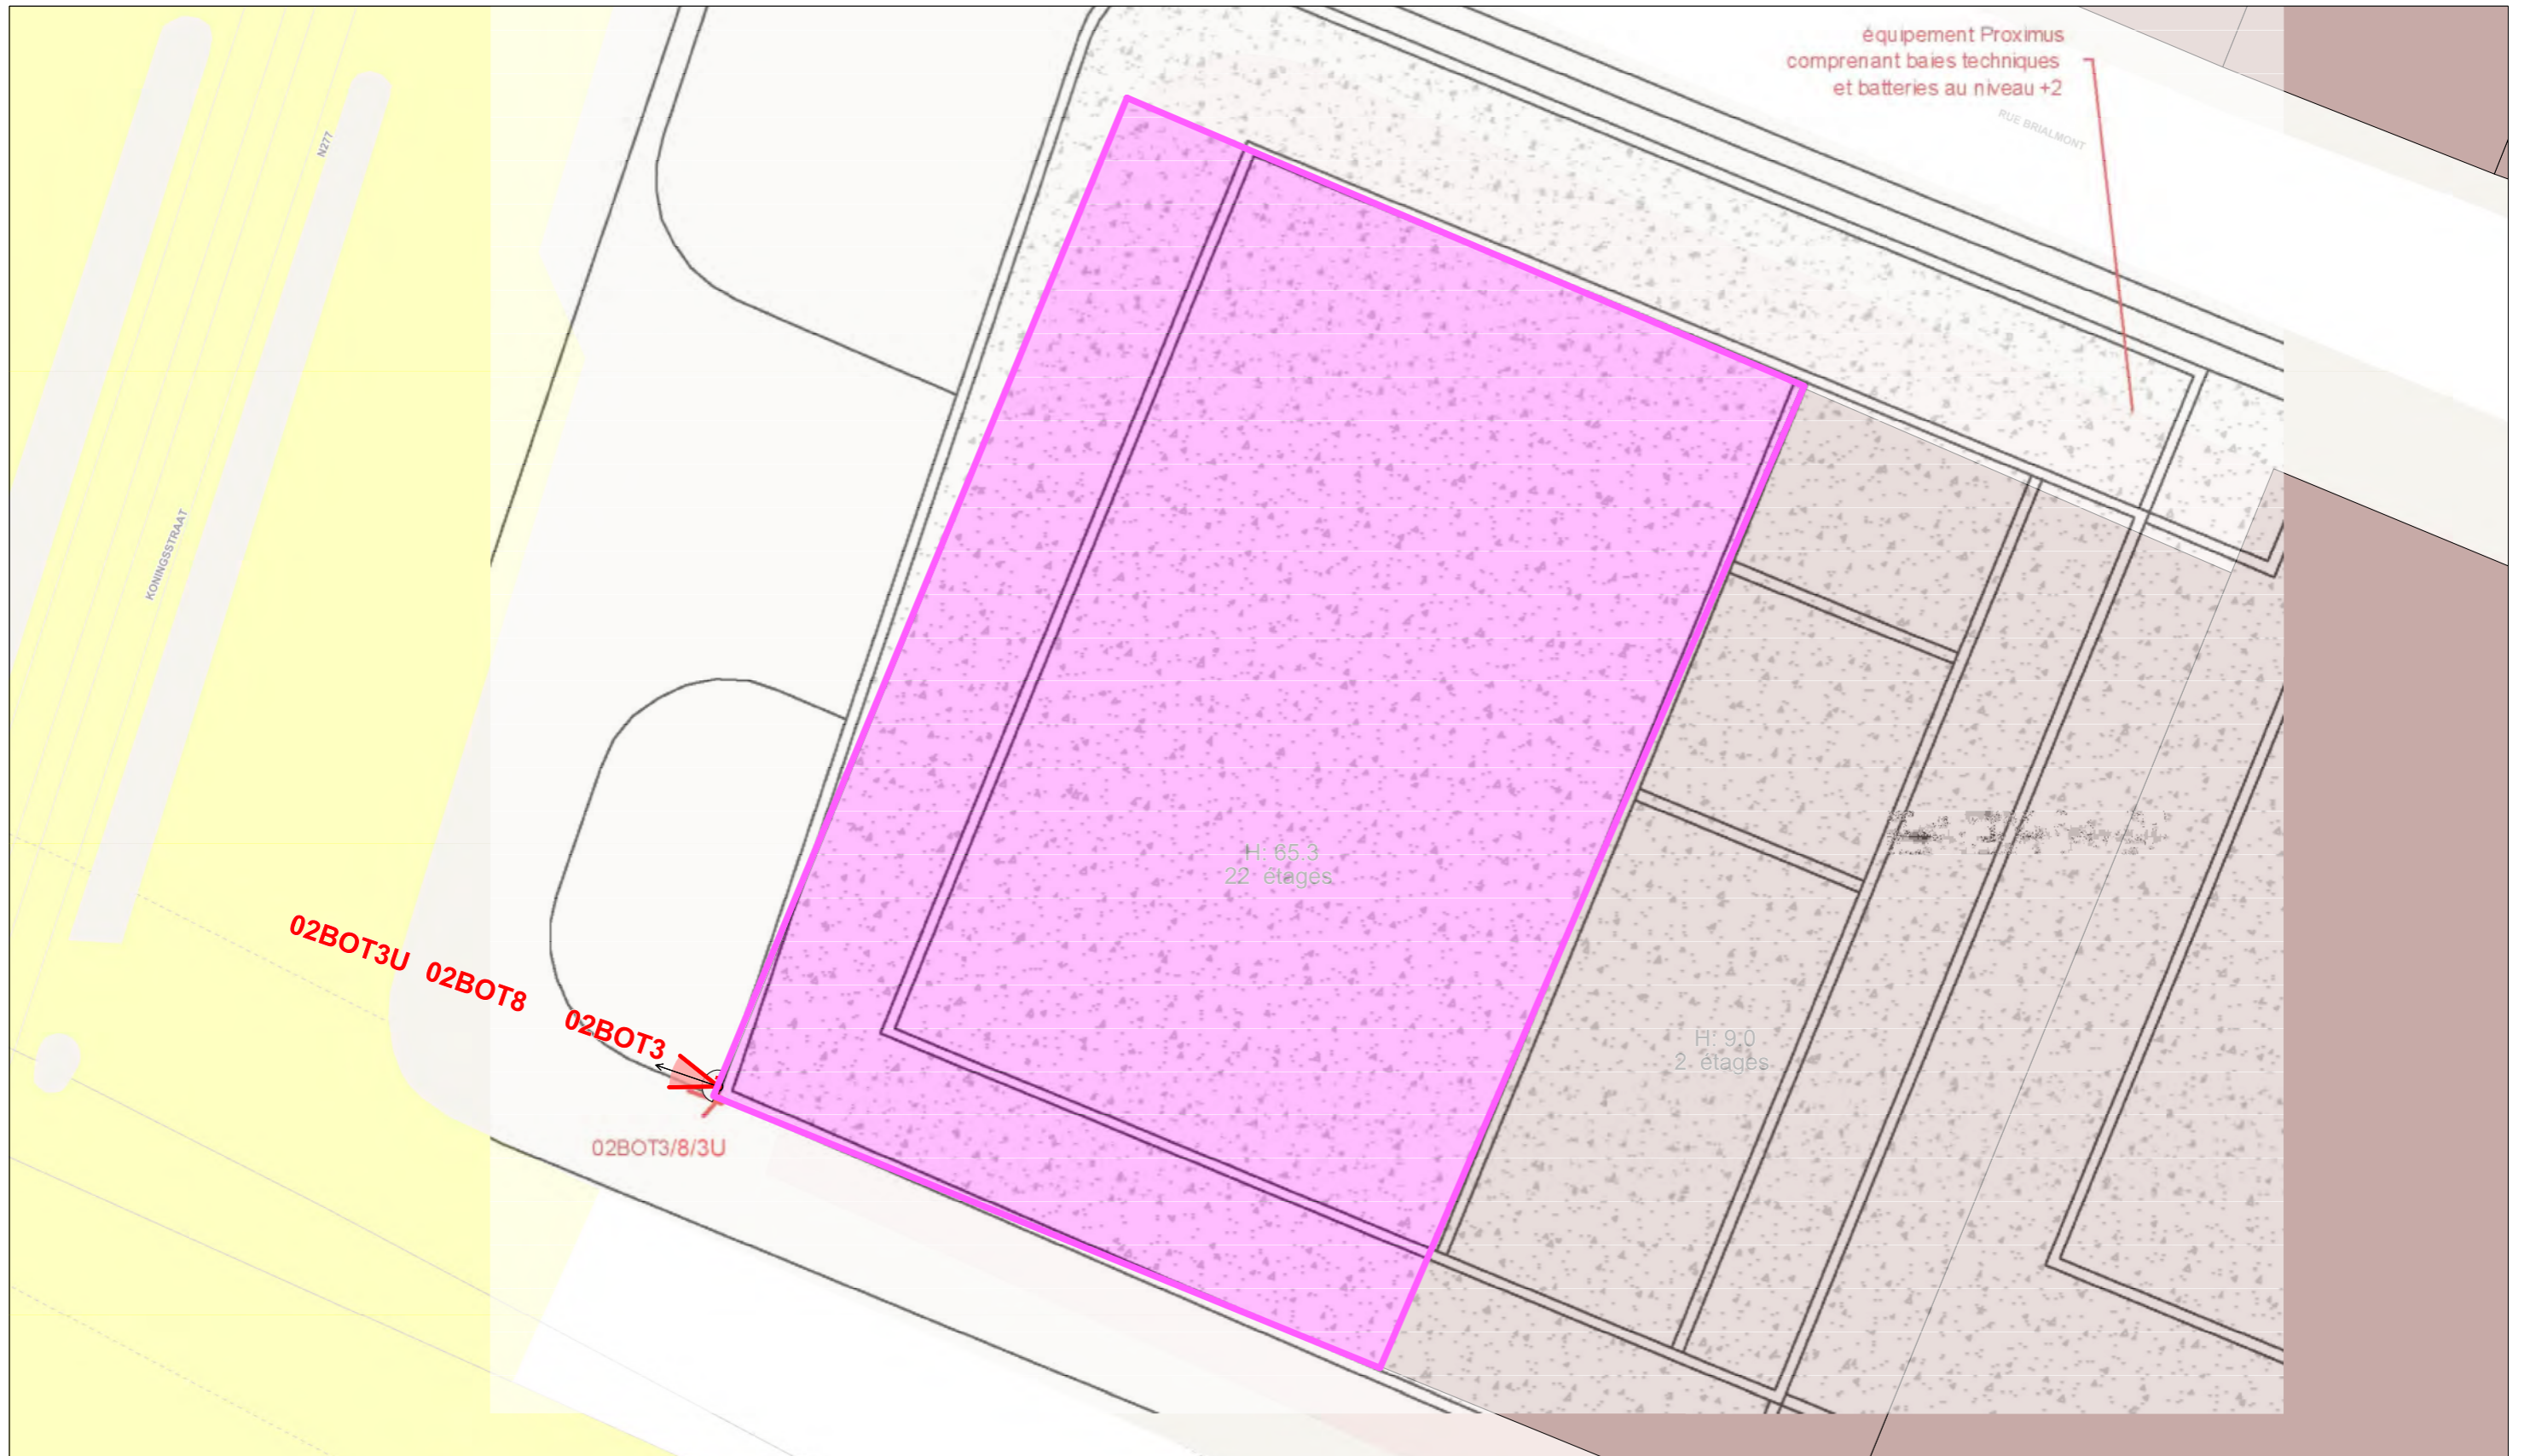 équipement Proximus
comprenant baies techniques
et batteries au niveau +2
RUE BRIALMONT
N277
KONINGSSTRAAT
H: 65.3
22 étages
02BOT3U 02BOT8 02BOT3
H: 9.0
2 étages
02BOT3/8/3U